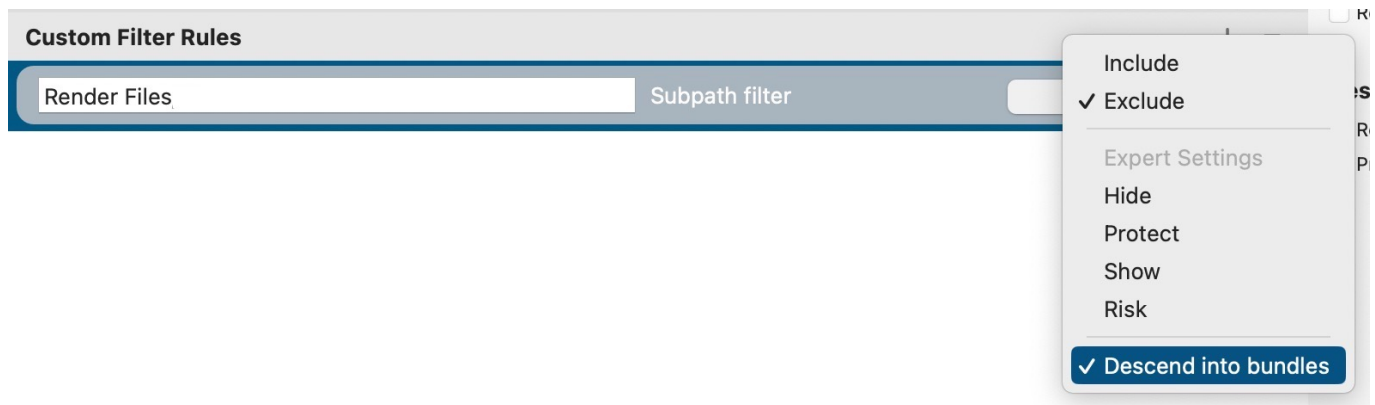 Custom Filter Rules
Render Files
Subpath filter
Include
✓ Exclude
Expert Settings
Hide
Protect
Show
Risk
✓ Descend into bundles